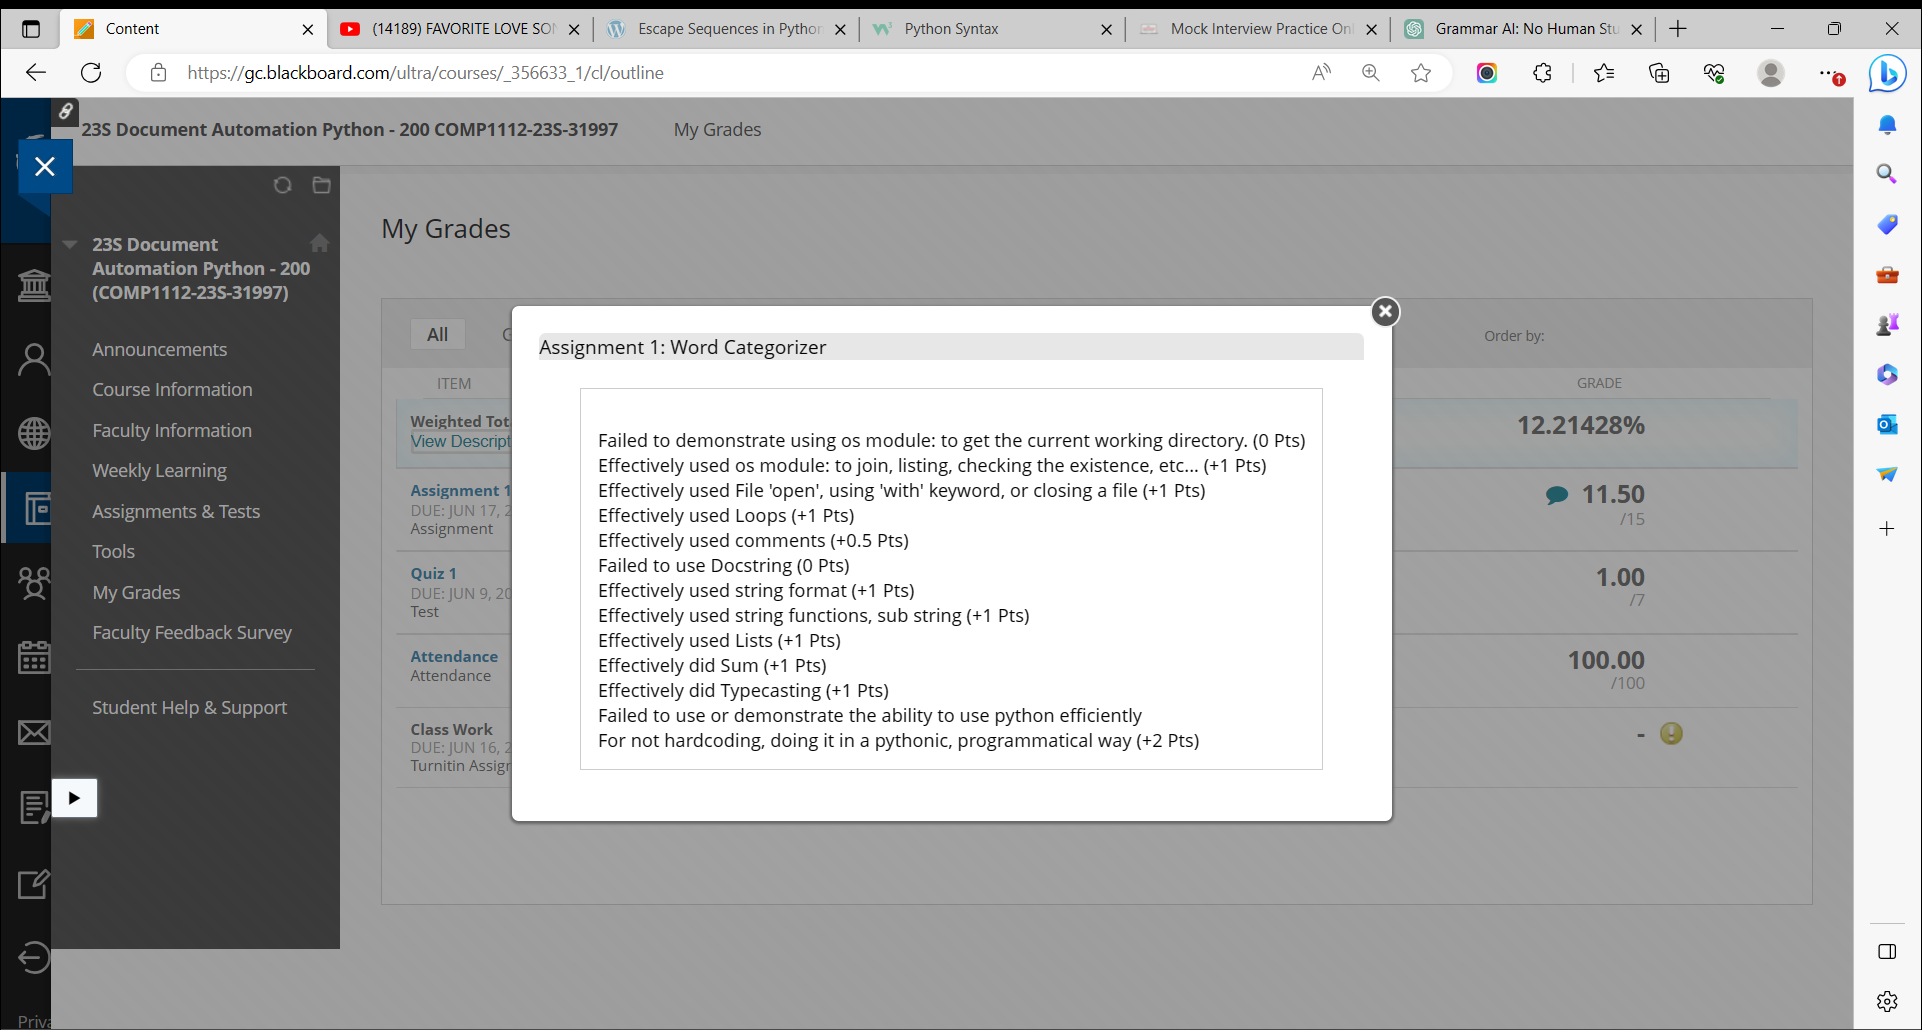 Content
(14189) FAVORITE LOVE SON
Escape Sequences in Python
Python Syntax
Mock Interview Practice Onl
Grammar AI: No Human Stu
https://gc.blackboard.com/ultra/courses/_356633_1/cl/outline
23S Document Automation Python - 200 COMP1112-23S-31997
My Grades
23S Document
Automation Python - 200
(COMP1112-23S-31997)
Announcements
Course Information
Faculty Information
Weekly Learning
Assignments & Tests
Tools
My Grades
Faculty Feedback Survey
Student Help & Support
Priva
My Grades
All
Order by:
ITEM
GRADE
Weighted Tot
View Descript
12.21428%
Assignment 1
DUE: JUN 17, 2
Assignment
11.50
/15
Quiz 1
DUE: JUN 9, 20
Test
1.00
/7
Attendance
Attendance
100.00
/100
Class Work
DUE: JUN 16, 2
Turnitin Assign
-
Assignment 1: Word Categorizer
Failed to demonstrate using os module: to get the current working directory. (0 Pts)
Effectively used os module: to join, listing, checking the existence, etc... (+1 Pts)
Effectively used File 'open', using 'with' keyword, or closing a file (+1 Pts)
Effectively used Loops (+1 Pts)
Effectively used comments (+0.5 Pts)
Failed to use Docstring (0 Pts)
Effectively used string format (+1 Pts)
Effectively used string functions, sub string (+1 Pts)
Effectively used Lists (+1 Pts)
Effectively did Sum (+1 Pts)
Effectively did Typecasting (+1 Pts)
Failed to use or demonstrate the ability to use python efficiently
For not hardcoding, doing it in a pythonic, programmatical way (+2 Pts)